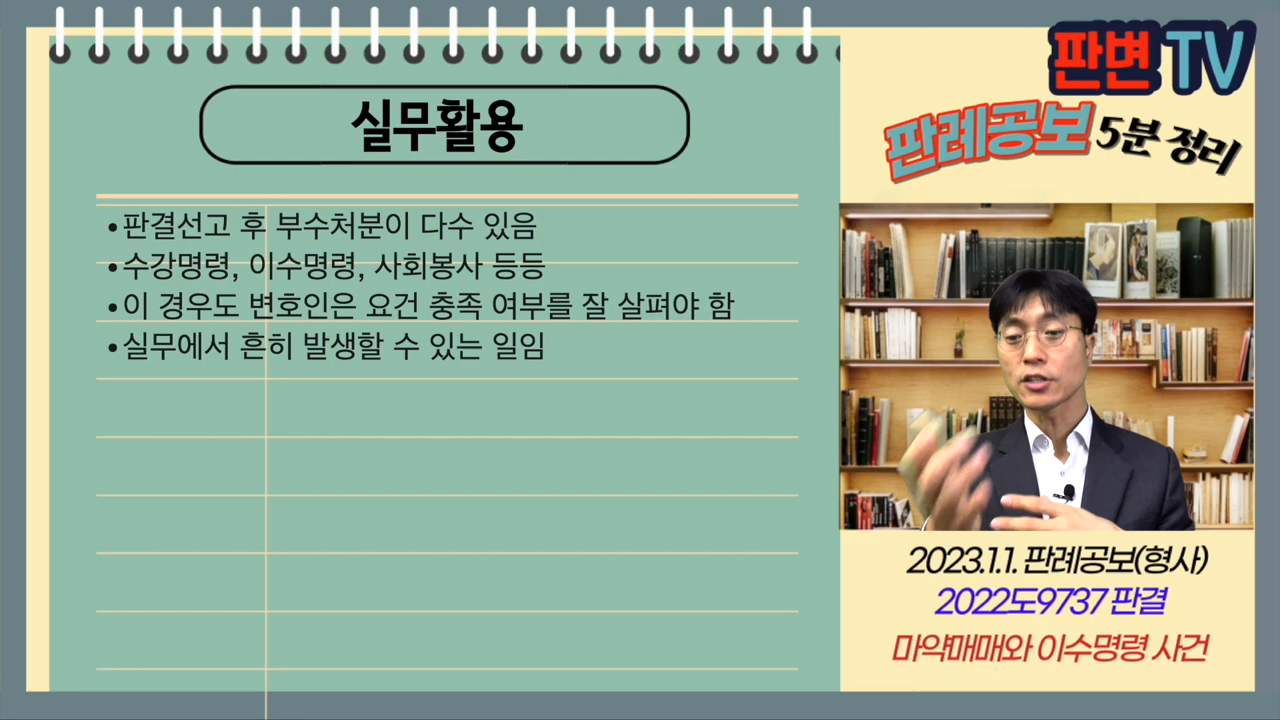 판변 TV
판례공보 5분 정리
실무활용
•판결선고 후 부수처분이 다수 있음
•수강명령, 이수명령, 사회봉사 등등
•이 경우도 변호인은 요건 충족 여부를 잘 살펴야 함
•실무에서 흔히 발생할 수 있는 일임
2023.1.1. 판례공보(형사)
2022도9737 판결
마약매매와 이수명령 사건